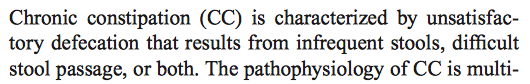 Chronic constipation (CC) is characterized by unsatisfac-
tory defecation that results from infrequent stools, difficult
stool passage, or both. The pathophysiology of CC is multi-